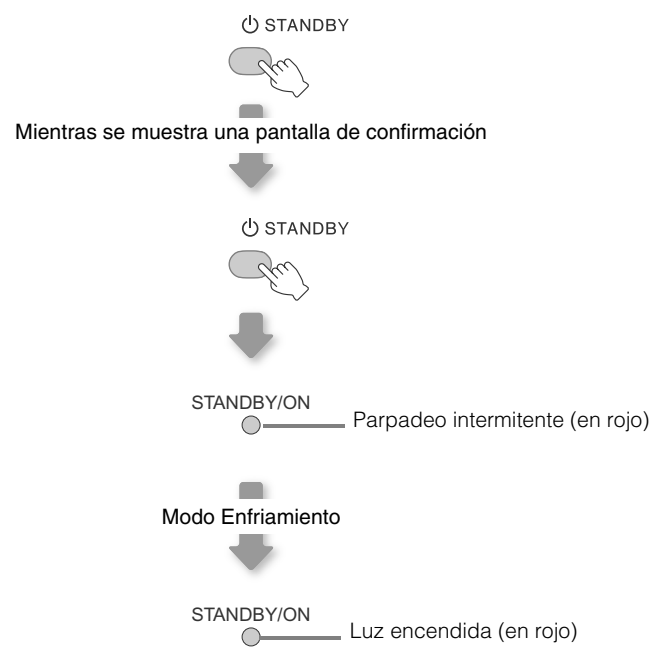 STANDBY
Mientras se muestra una pantalla de confirmación
STANDBY
STANDBY/ON
Parpadeo intermitente (en rojo)
Modo Enfriamiento
STANDBY/ON
Luz encendida (en rojo)